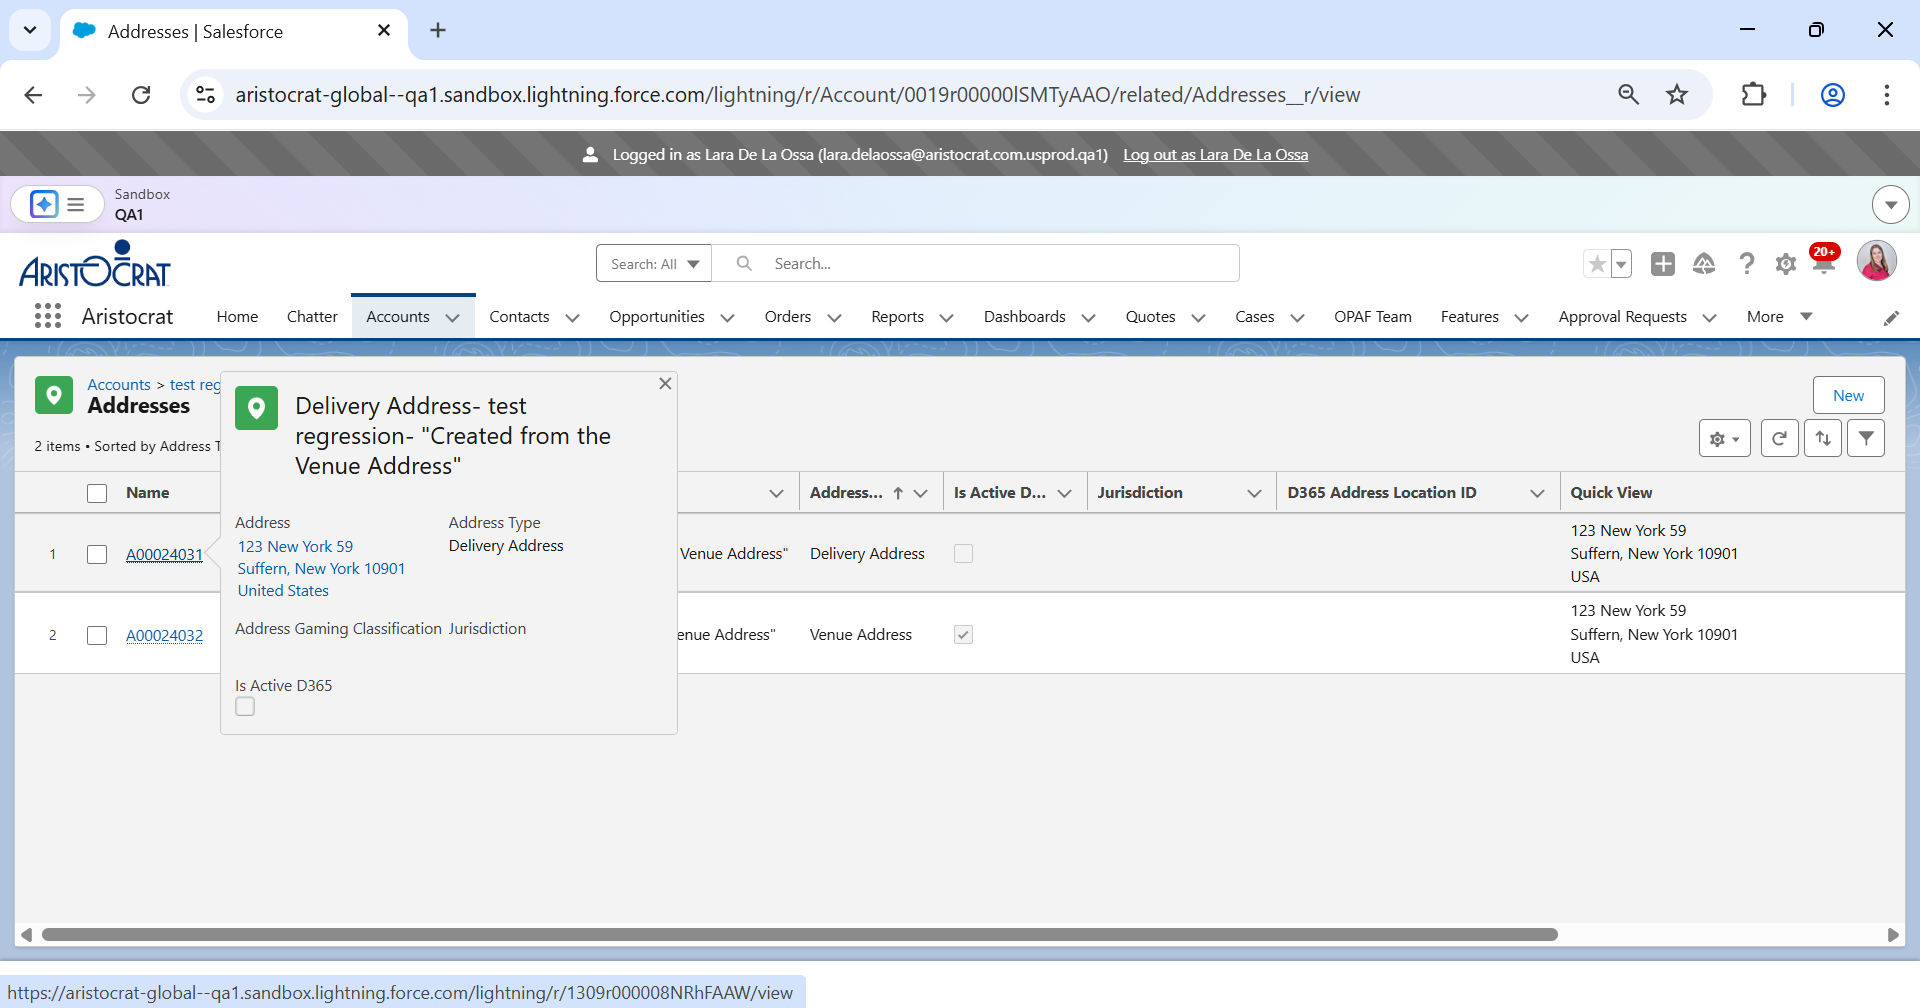 Addresses | Salesforce
aristocrat-global--qa1.sandbox.lightning.force.com/lightning/r/Account/0019r00000lSMTyAAO/related/Addresses__r/view
Logged in as Lara De La Ossa (lara.delaossa@aristocrat.com.usprod.qa1) Log out as Lara De La Ossa
Sandbox
QA1
ARISTOCRAT
Search: All
Search...
20+
Aristocrat
Home
Chatter
Accounts
Contacts
Opportunities
Orders
Reports
Dashboards
Quotes
Cases
OPAF Team
Features
Approval Requests
More
Accounts > test reg
Addresses
New
2 items • Sorted by Address T
Delivery Address- test
regression- "Created from the
Venue Address"
Address
123 New York 59
Suffern, New York 10901
United States
Address Type
Delivery Address
Address Gaming Classification
Jurisdiction
Is Active D365
Name
Address...
Is Active D...
Jurisdiction
D365 Address Location ID
Quick View
1
A00024031
Venue Address"
Delivery Address
123 New York 59
Suffern, New York 10901
USA
2
A00024032
enue Address"
Venue Address
123 New York 59
Suffern, New York 10901
USA
https://aristocrat-global--qa1.sandbox.lightning.force.com/lightning/r/1309r000008NRhFAAW/view